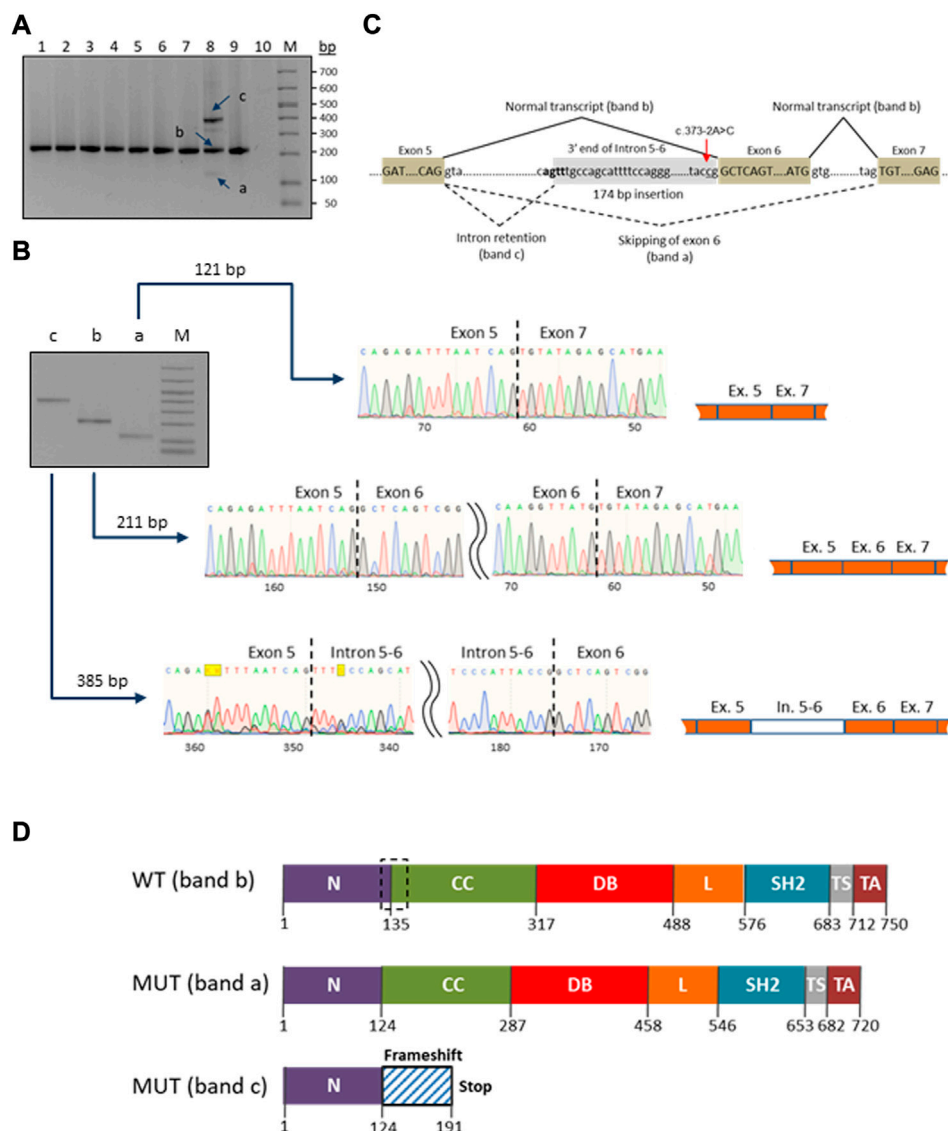 A
1 2 3 4 5 6 7 8 9 10 M bp
700
600
500
400
300
200
100
50
c
b
a
C
Normal transcript (band b)
Normal transcript (band b)
c.373-2A>C
Exon 5
3' end of Intron 5-6
Exon 6
Exon 7
GAT....CAG gta
cagtttgccagcattttccaggg ....taccg
GCTCAGT....ATG gtg
tag TGT....GAG
174 bp insertion
Intron retention
(band c)
Skipping of exon 6
(band a)
B
121 bp
c b a M
Exon 5 Exon 7
CAGAGATTTAATCAGTGTATAGAGCATGAA
70 60 50
Ex. 5 Ex. 7
211 bp
Exon 5 Exon 6
CAGAGATTTAATCAGGCTCAGTCGG
160 150
Exon 6 Exon 7
CAAGGTTATGTGTATAGAGCATGAA
70 60 50
Ex. 5 Ex. 6 Ex. 7
385 bp
Exon 5 Intron 5-6
CAGA TTTAATCAGTTT CCAGCAT
360 350 340
Intron 5-6 Exon 6
TCCCATTACCGGCTCAGTCGG
180 170
Ex. 5 In. 5-6 Ex. 6 Ex. 7
D
WT (band b)
N CC DB L SH2 TS TA
1 135 317 488 576 683 712 750
MUT (band a)
N CC DB L SH2 TS TA
1 124 287 458 546 653 682 720
MUT (band c)
Frameshift
N
Stop
1 124 191